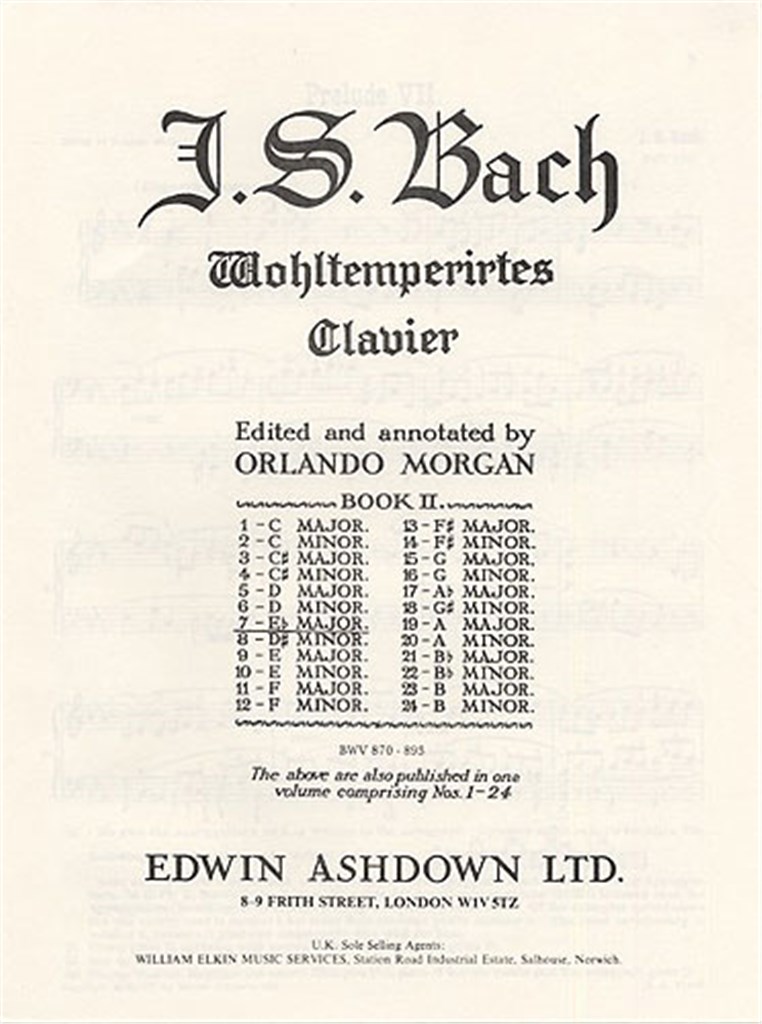 Prelude VII.
J.S. Bach
Wohltemperirtes
Clavier
Edited and annotated by
ORLANDO MORGAN
BOOK II.
1 - C MAJOR. 13 - F♯ MAJOR.
2 - C MINOR. 14 - F♯ MINOR.
3 - C♯ MAJOR. 15 - G MAJOR.
4 - C♯ MINOR. 16 - G MINOR.
5 - D MAJOR. 17 - A♭ MAJOR.
6 - D MINOR. 18 - G♯ MINOR.
7 - E♭ MAJOR. 19 - A MAJOR.
8 - D♯ MINOR. 20 - A MINOR.
9 - E MAJOR. 21 - B♭ MAJOR.
10 - E MINOR. 22 - B♭ MINOR.
11 - F MAJOR. 23 - B MAJOR.
12 - F MINOR. 24 - B MINOR.
BWV 870 - 893
The above are also published in one
volume comprising Nos. 1-24
EDWIN ASHDOWN LTD.
8-9 FRITH STREET, LONDON W1V 5TZ
U.K. Sole Selling Agents:
WILLIAM ELKIN MUSIC SERVICES, Station Road Industrial Estate, Salhouse, Norwich.